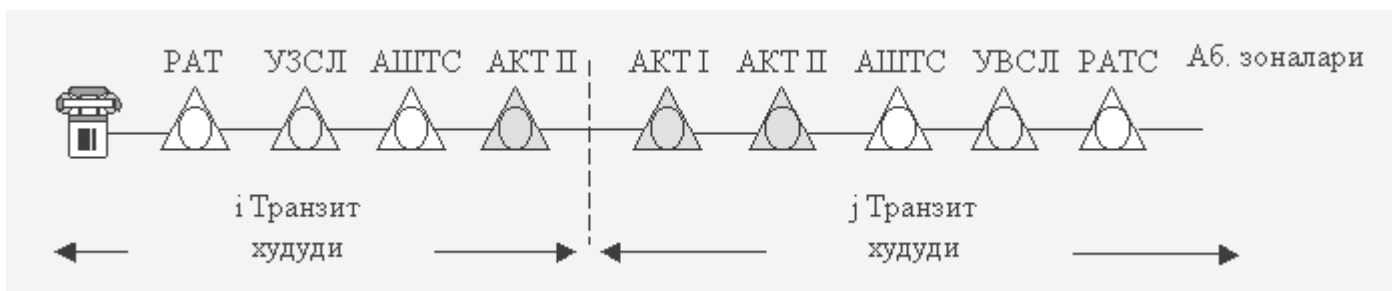 РАТ УЗСЛ АШТС АКТ II АКТ I АКТ II АШТС УВСЛ РАТС Аб. зоналари
i Транзит худуди
j Транзит худуди